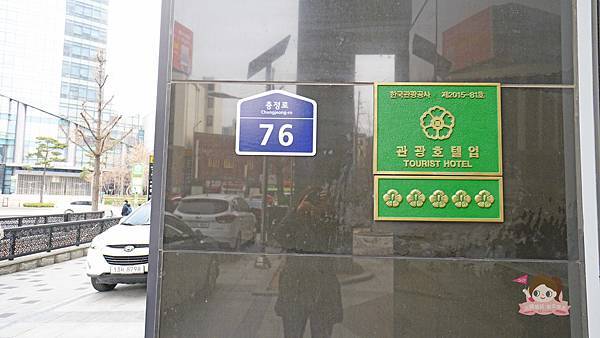 충정로
Chungjeong-ro
76
한국관광공사 제2015-81호
관광호텔업
TOURIST HOTEL